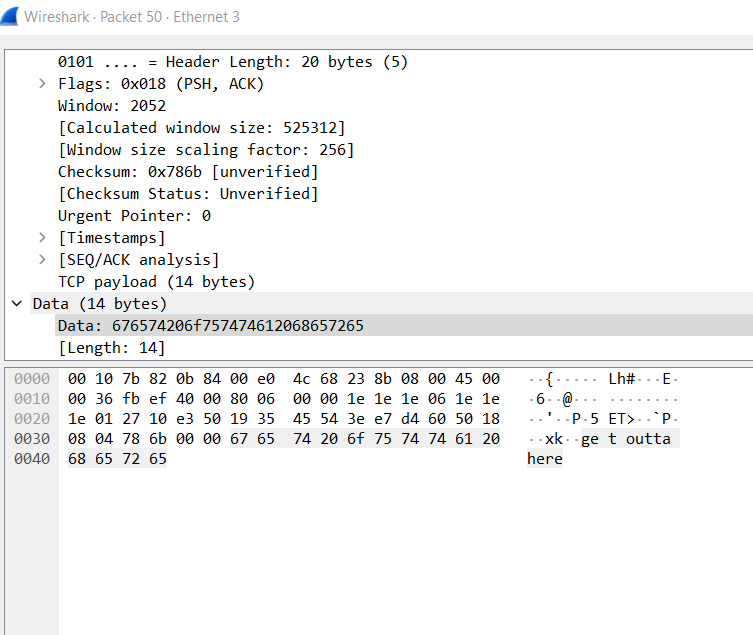 Wireshark · Packet 50 · Ethernet 3
0101 .... = Header Length: 20 bytes (5)
Flags: 0x018 (PSH, ACK)
Window: 2052
[Calculated window size: 525312]
[Window size scaling factor: 256]
Checksum: 0x786b [unverified]
[Checksum Status: Unverified]
Urgent Pointer: 0
[Timestamps]
[SEQ/ACK analysis]
TCP payload (14 bytes)
Data (14 bytes)
Data: 676574206f757474612068657265
[Length: 14]
0000 00 10 7b 82 0b 84 00 e0 4c 68 23 8b 08 00 45 00 ··{····· Lh#···E·
0010 00 36 fb ef 40 00 80 06 00 00 1e 1e 1e 06 1e 1e ·6··@··· ········
0020 1e 01 27 10 e3 50 19 35 45 54 3e e7 d4 60 50 18 ··'··P·5 ET>··`P·
0030 08 04 78 6b 00 00 67 65 74 20 6f 75 74 74 61 20 ··xk··ge t outta
0040 68 65 72 65 here